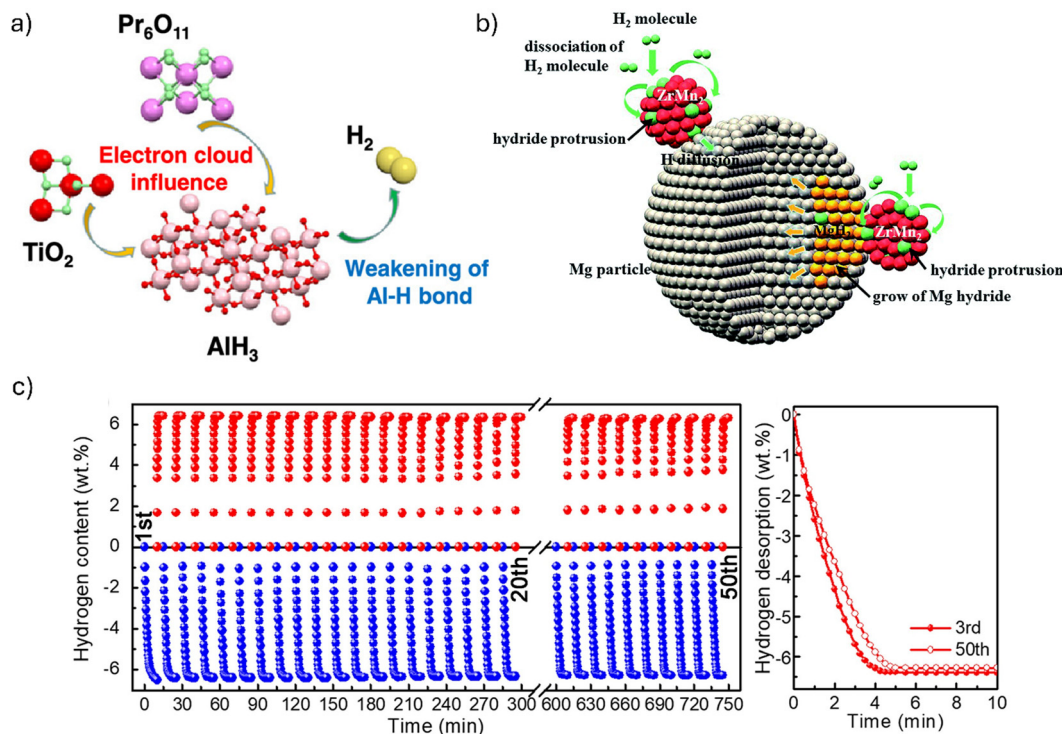 a)
Pr₆O₁₁
Electron cloud
influence
H₂
TiO₂
Weakening of
Al-H bond
AlH₃
b)
H₂ molecule
dissociation of
H₂ molecule
ZrMn₂
hydride protrusion
H diffusion
MgH₂
ZrMn₂
Mg particle
hydride protrusion
grow of Mg hydride
c)
Hydrogen content (wt.%)
6
4
2
0
-2
-4
-6
1st
20th
50th
0 30 60 90 120 150 180 210 240 270 300 600 630 660 690 720 750
Time (min)
Hydrogen desorption (wt.%)
0
-1
-2
-3
-4
-5
-6
3rd
50th
0 2 4 6 8 10
Time (min)